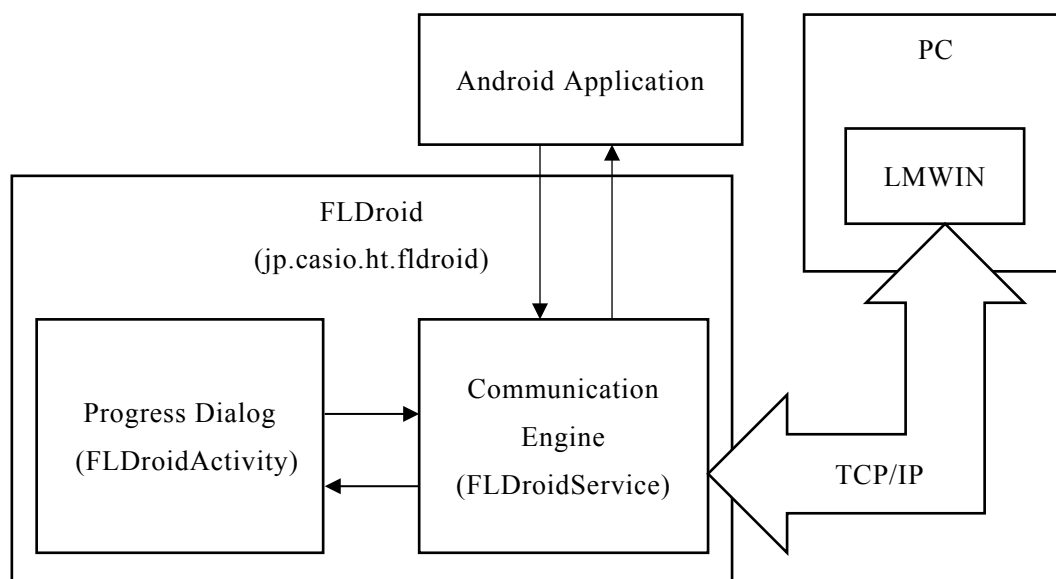 Android Application
PC
LMWIN
FLDroid
(jp.casio.ht.fldroid)
Progress Dialog
(FLDroidActivity)
Communication
Engine
(FLDroidService)
TCP/IP